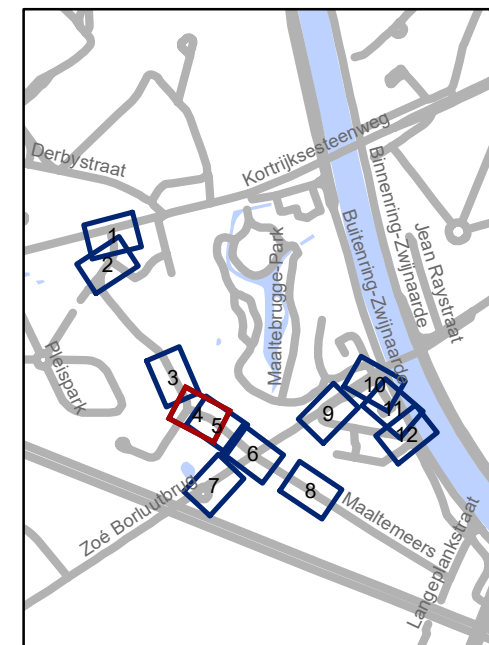 Kortrijksesteenweg
Derbystraat
Binnenring-Zwijnaarde
Buitenring-Zwijnaarde
Jean Raystraat
Maaltebrugge-Park
1
2
Pleispark
3
4
5
6
7
8
9
10
11
12
Zoé Borluutbrug
Maaltemeers
Langeplankstraat